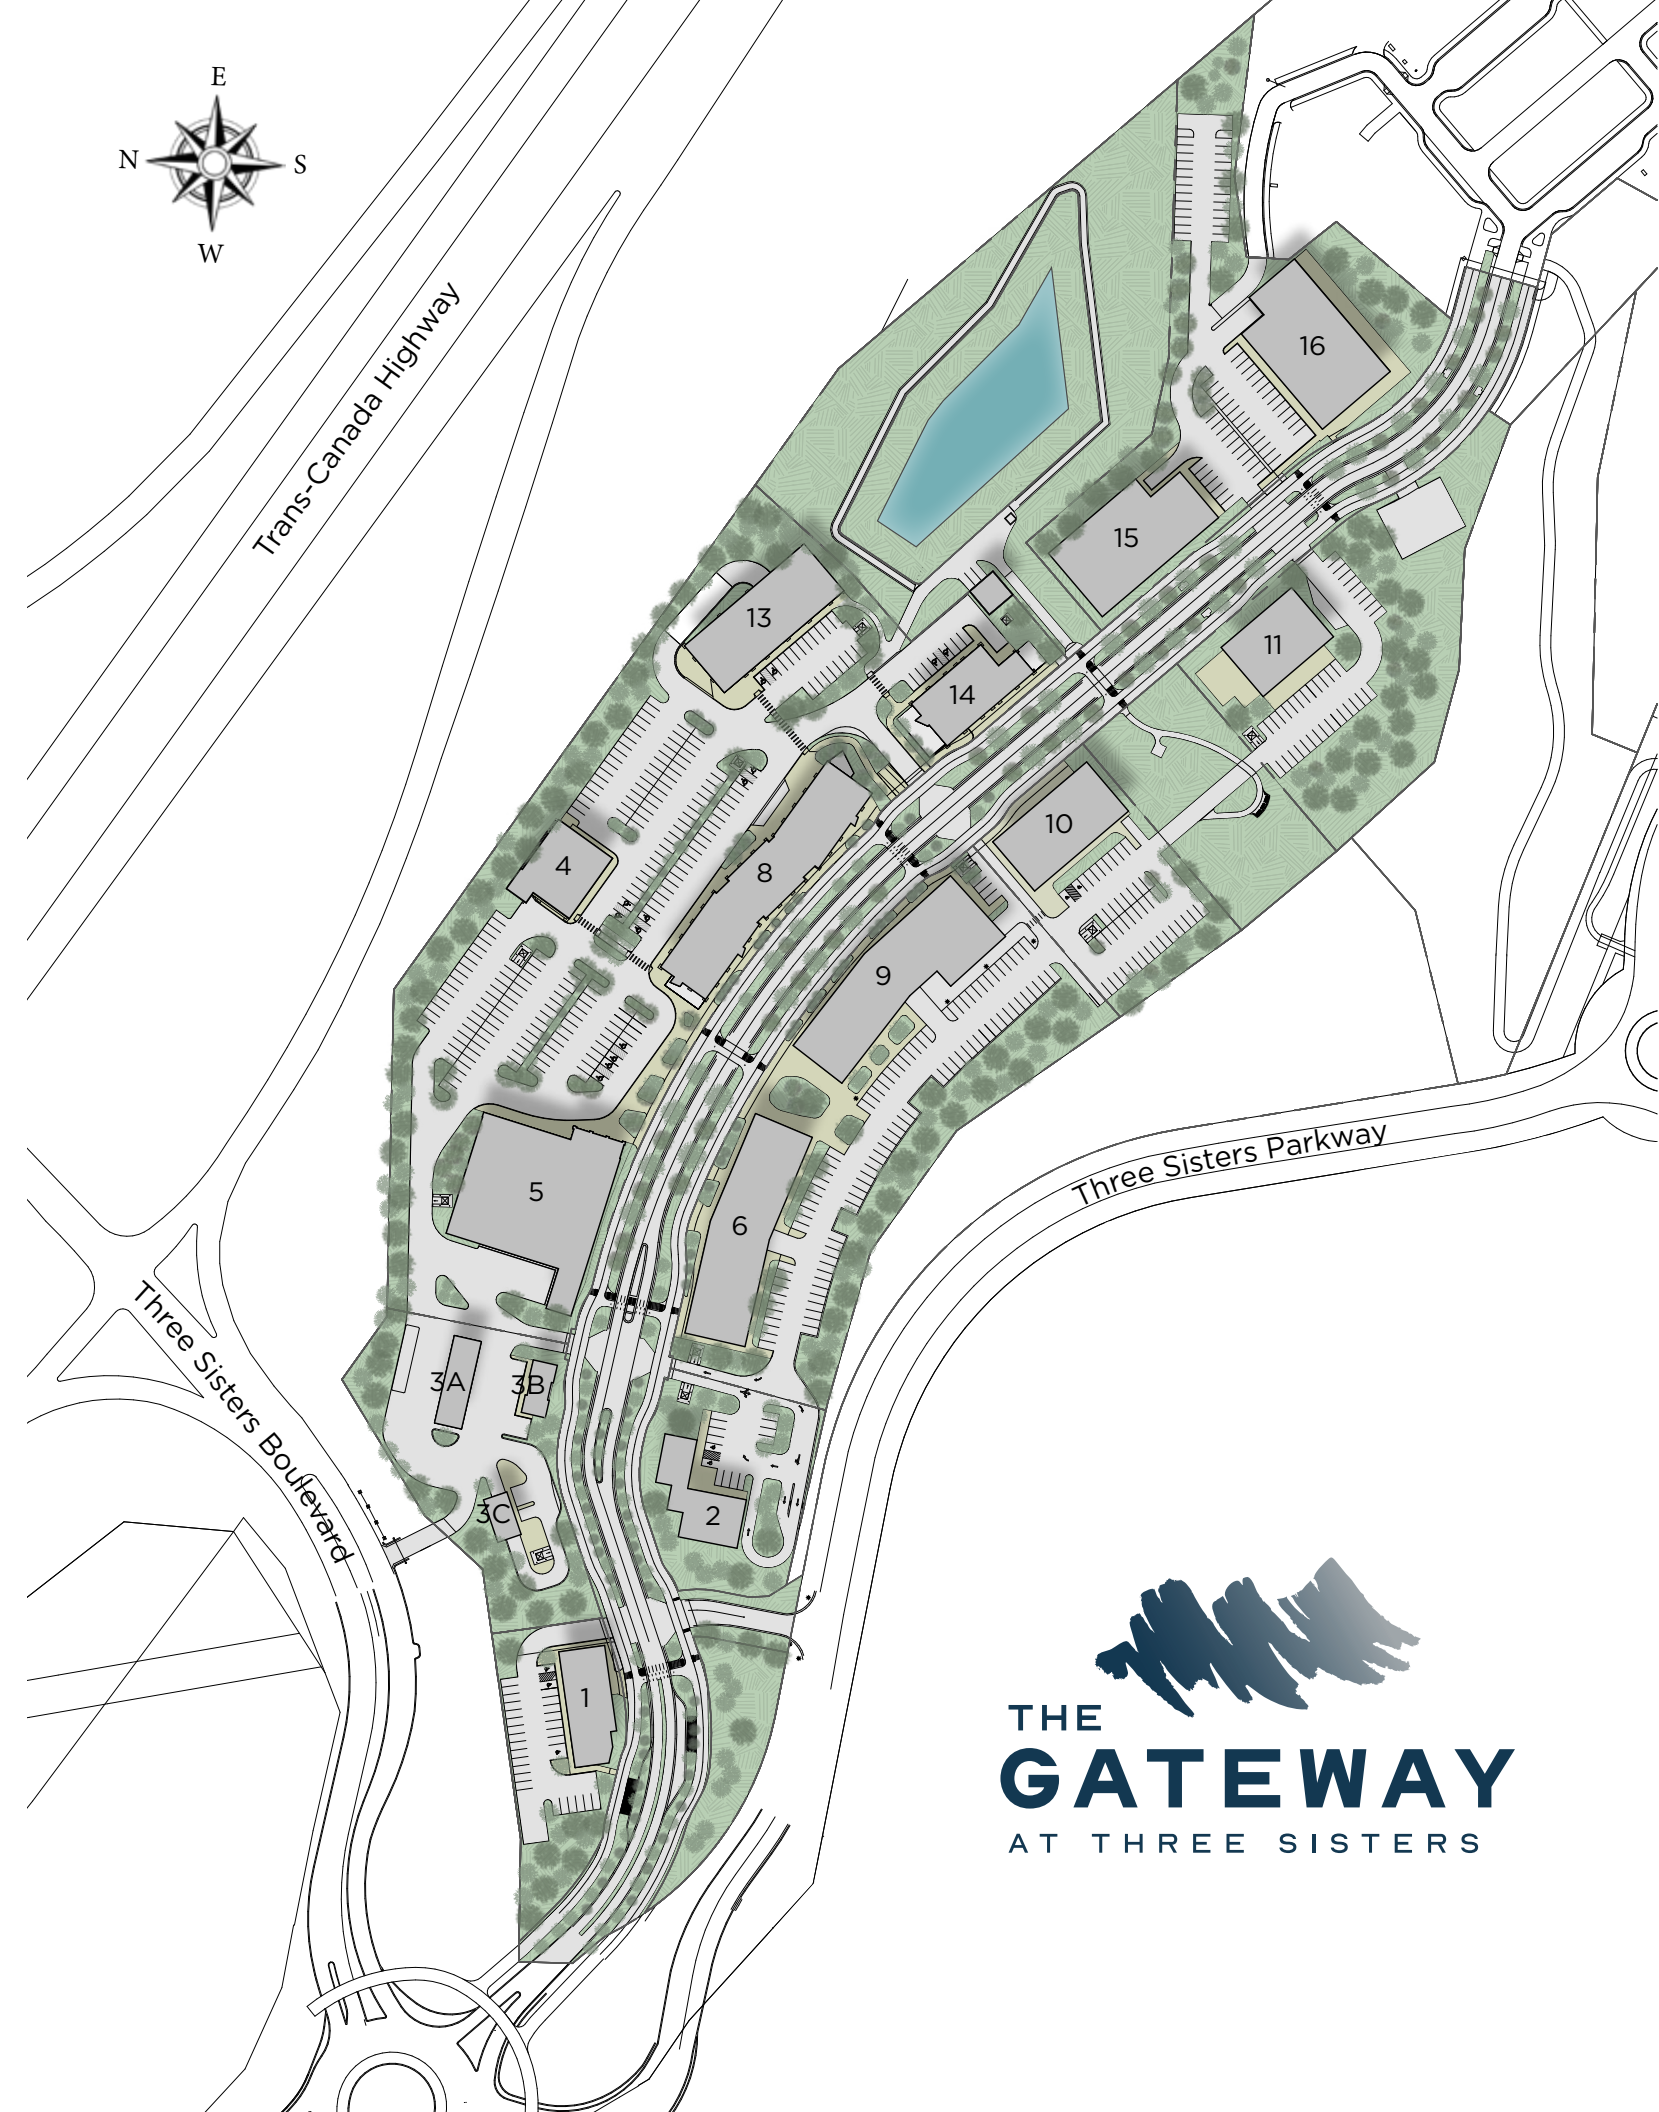 E
N
S
W
Trans-Canada Highway
16
15
13
11
14
10
4
8
9
5
6
Three Sisters Parkway
Three Sisters Boulevard
3A
3B
3C
2
1
THE
GATEWAY
AT THREE SISTERS